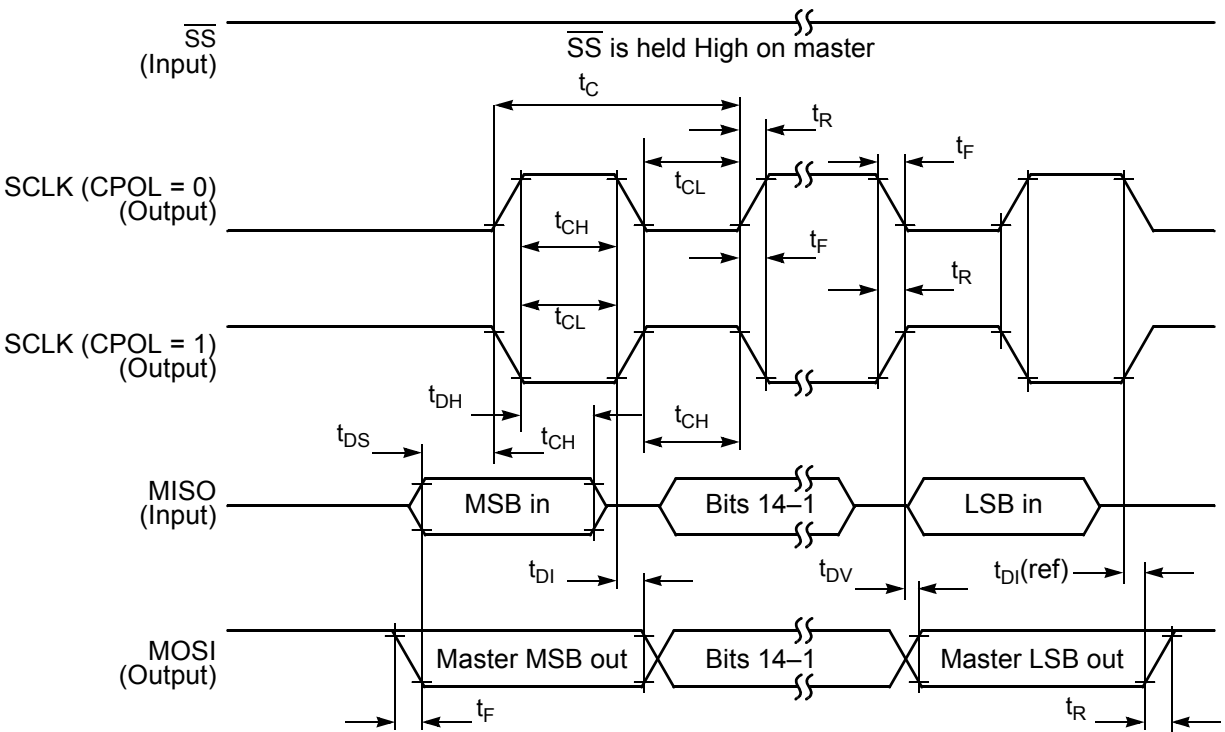 SS
(Input)
SS is held High on master
tC
tR
tF
tCL
SCLK (CPOL = 0)
(Output)
tCH
tF
tR
tCL
SCLK (CPOL = 1)
(Output)
tDH
tCH
tDS
tCH
MISO
(Input)
MSB in
Bits 14–1
LSB in
tDI
tDV
tDI(ref)
MOSI
(Output)
Master MSB out
Bits 14–1
Master LSB out
tF
tR